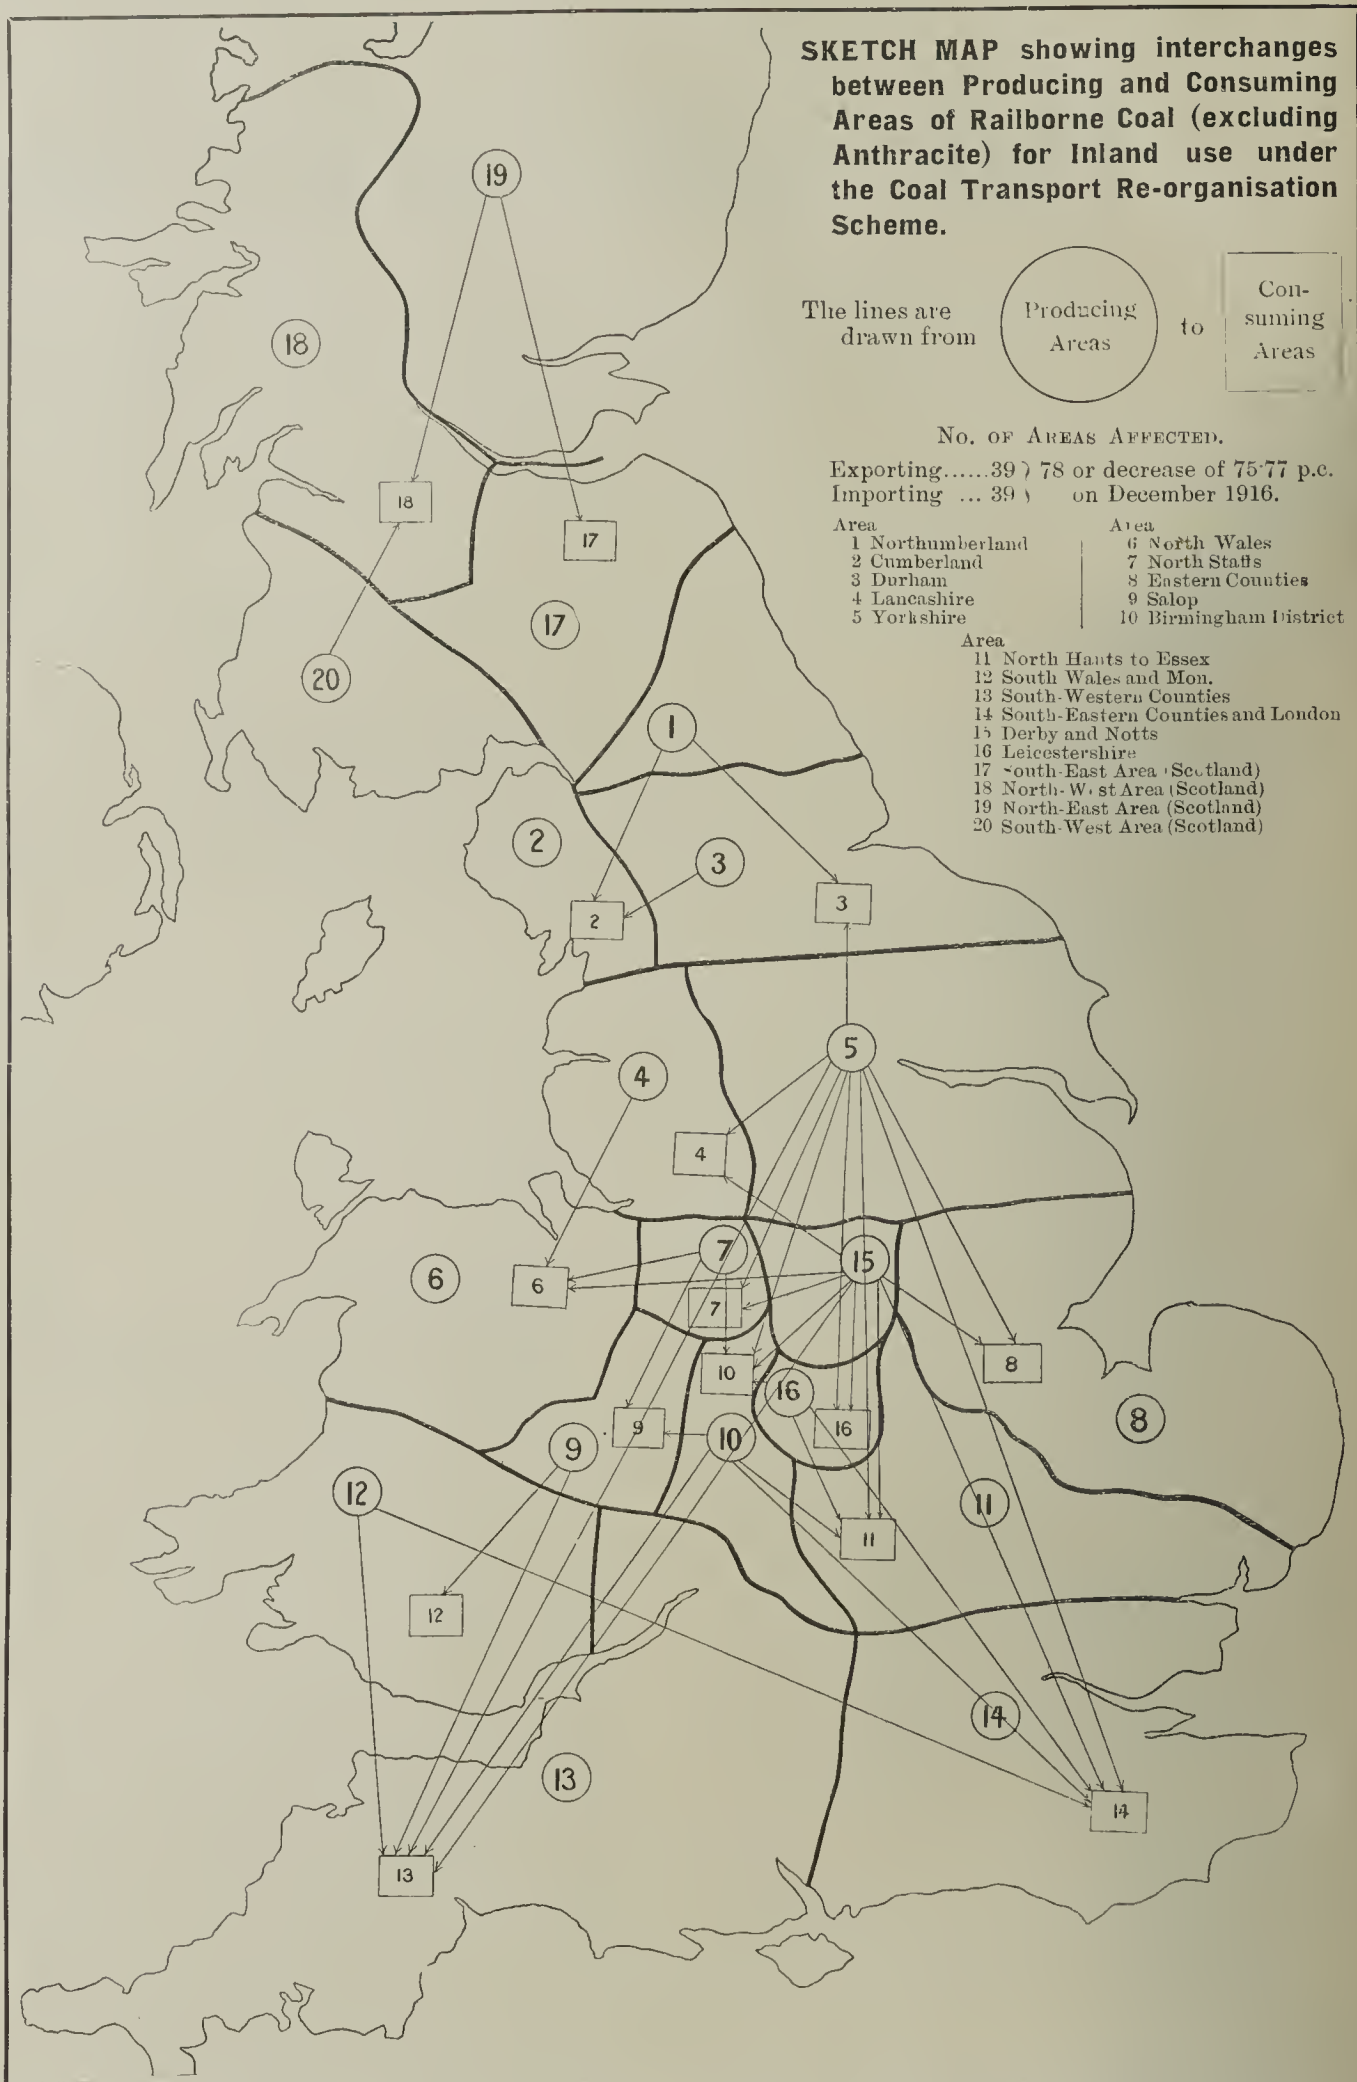 SKETCH MAP showing interchanges
between Producing and Consuming
Areas of Railborne Coal (excluding
Anthracite) for Inland use under
the Coal Transport Re-organisation
Scheme.
The lines are
drawn from
Producing
Areas
to
Con-
suming
Areas
No. of Areas Affected.
Exporting......39 } 78 or decrease of 75·77 p.c.
Importing ... 39 } on December 1916.
Area
1 Northumberland
2 Cumberland
3 Durham
4 Lancashire
5 Yorkshire
Area
6 North Wales
7 North Staffs
8 Eastern Counties
9 Salop
10 Birmingham District
Area
11 North Hants to Essex
12 South Wales and Mon.
13 South-Western Counties
14 South-Eastern Counties and London
15 Derby and Notts
16 Leicestershire
17 South-East Area (Scotland)
18 North-West Area (Scotland)
19 North-East Area (Scotland)
20 South-West Area (Scotland)
19
18
18
17
17
20
1
2
3
2
3
5
4
4
7
15
6
6
7
8
10
16
8
9
16
10
9
12
11
11
12
14
13
14
13